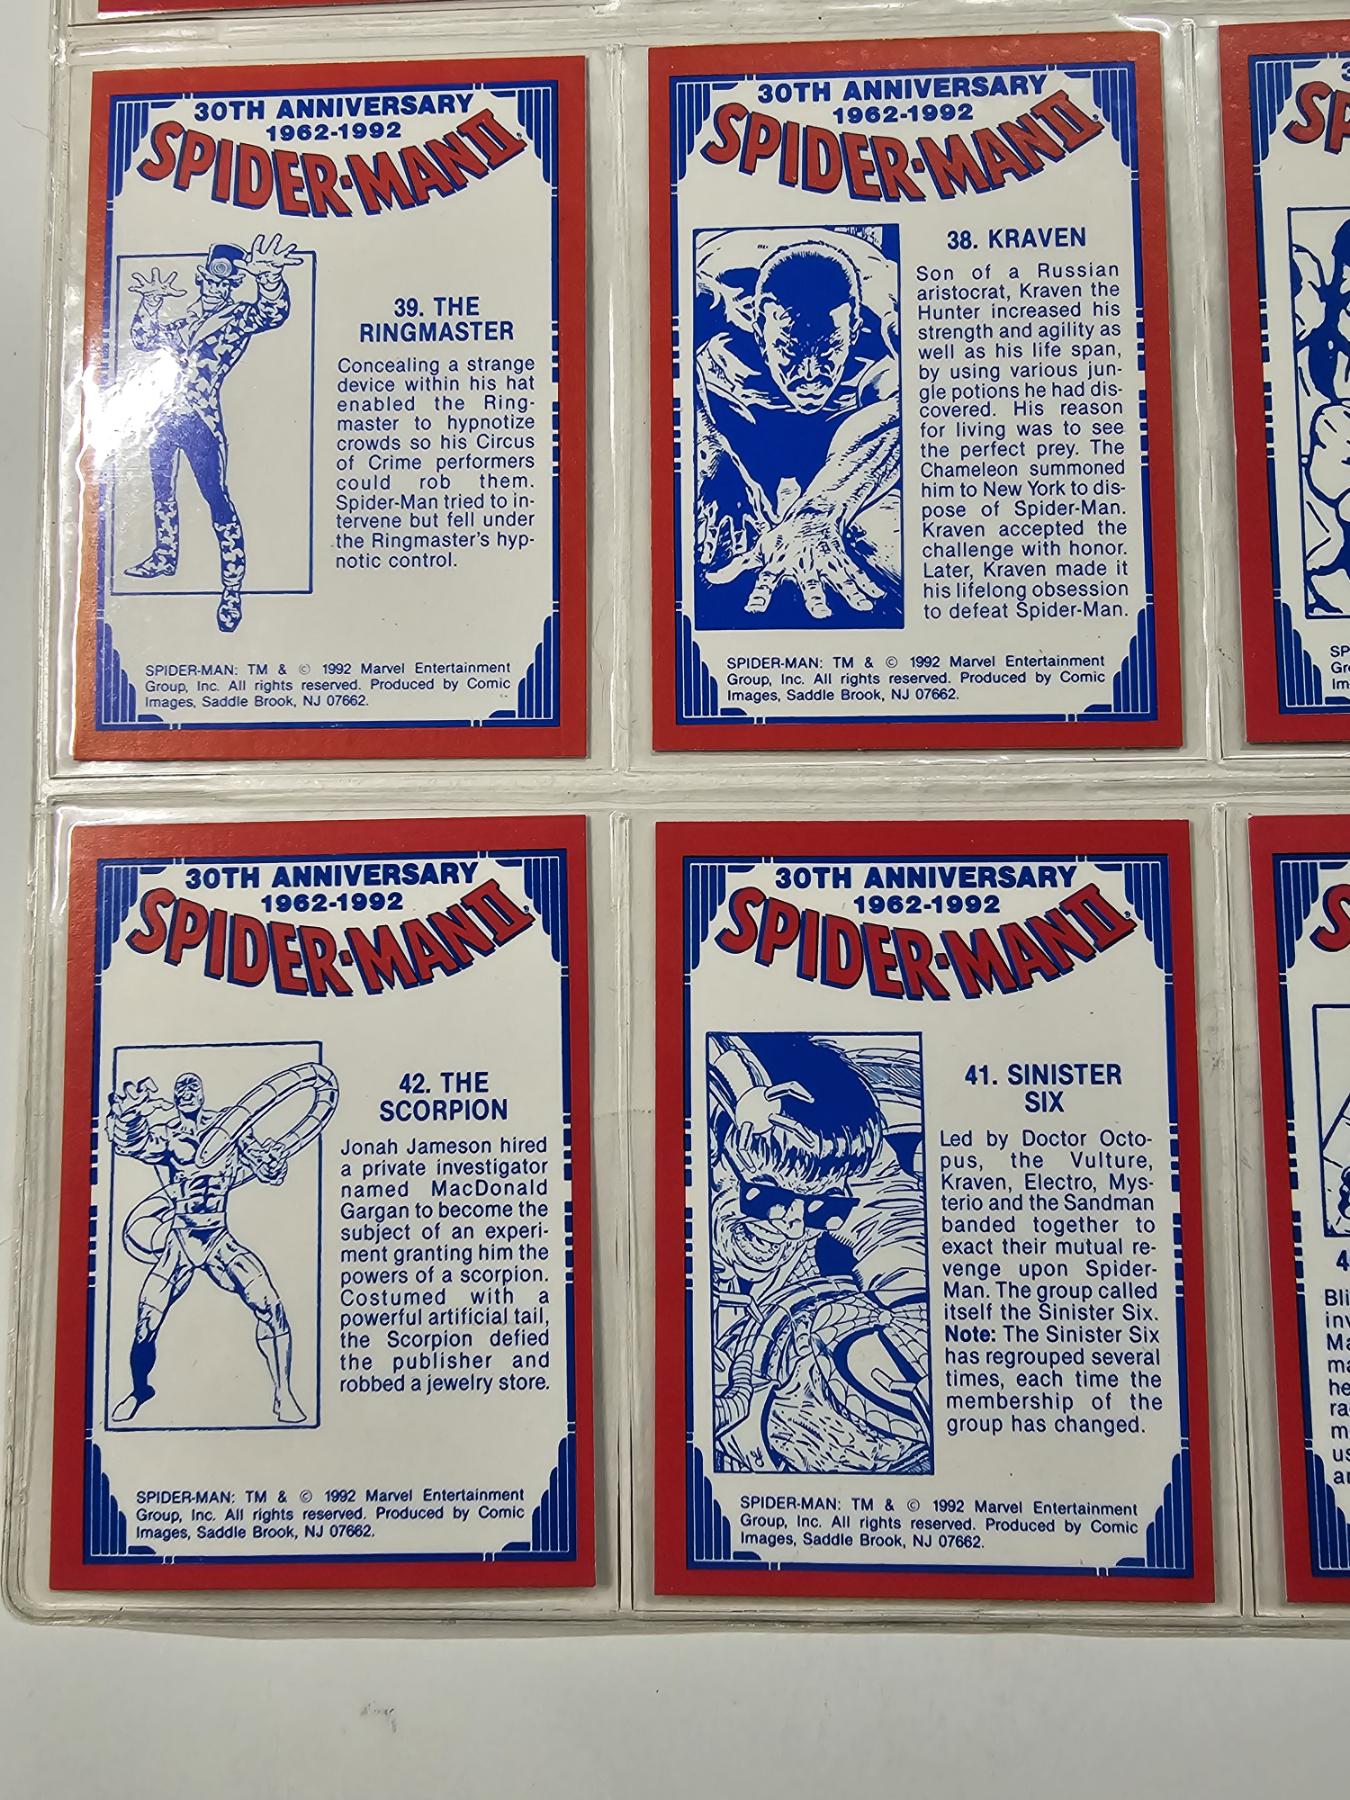 30TH ANNIVERSARY
1962-1992
SPIDER-MAN II
39. THE
RINGMASTER
Concealing a strange
device within his hat
enabled the Ring-
master to hypnotize
crowds so his Circus
of Crime performers
could rob them.
Spider-Man tried to in-
tervene but fell under
the Ringmaster's hyp-
notic control.
SPIDER-MAN: TM & © 1992 Marvel Entertainment
Group, Inc. All rights reserved. Produced by Comic
Images, Saddle Brook, NJ 07662.
30TH ANNIVERSARY
1962-1992
SPIDER-MAN II
38. KRAVEN
Son of a Russian
aristocrat, Kraven the
Hunter increased his
strength and agility as
well as his life span,
by using various jun-
gle potions he had dis-
covered. His reason
for living was to see
the perfect prey. The
Chameleon summoned
him to New York to dis-
pose of Spider-Man.
Kraven accepted the
challenge with honor.
Later, Kraven made it
his lifelong obsession
to defeat Spider-Man.
SPIDER-MAN: TM & © 1992 Marvel Entertainment
Group, Inc. All rights reserved. Produced by Comic
Images, Saddle Brook, NJ 07662.
30TH ANNIVERSARY
1962-1992
SPIDER-MAN II
42. THE
SCORPION
Jonah Jameson hired
a private investigator
named MacDonald
Gargan to become the
subject of an experi-
ment granting him the
powers of a scorpion.
Costumed with a
powerful artificial tail,
the Scorpion defied
the publisher and
robbed a jewelry store.
SPIDER-MAN: TM & © 1992 Marvel Entertainment
Group, Inc. All rights reserved. Produced by Comic
Images, Saddle Brook, NJ 07662.
30TH ANNIVERSARY
1962-1992
SPIDER-MAN II
41. SINISTER
SIX
Led by Doctor Octo-
pus, the Vulture,
Kraven, Electro, Mys-
terio and the Sandman
banded together to
exact their mutual re-
venge upon Spider-
Man. The group called
itself the Sinister Six.
Note: The Sinister Six
has regrouped several
times, each time the
membership of the
group has changed.
SPIDER-MAN: TM & © 1992 Marvel Entertainment
Group, Inc. All rights reserved. Produced by Comic
Images, Saddle Brook, NJ 07662.